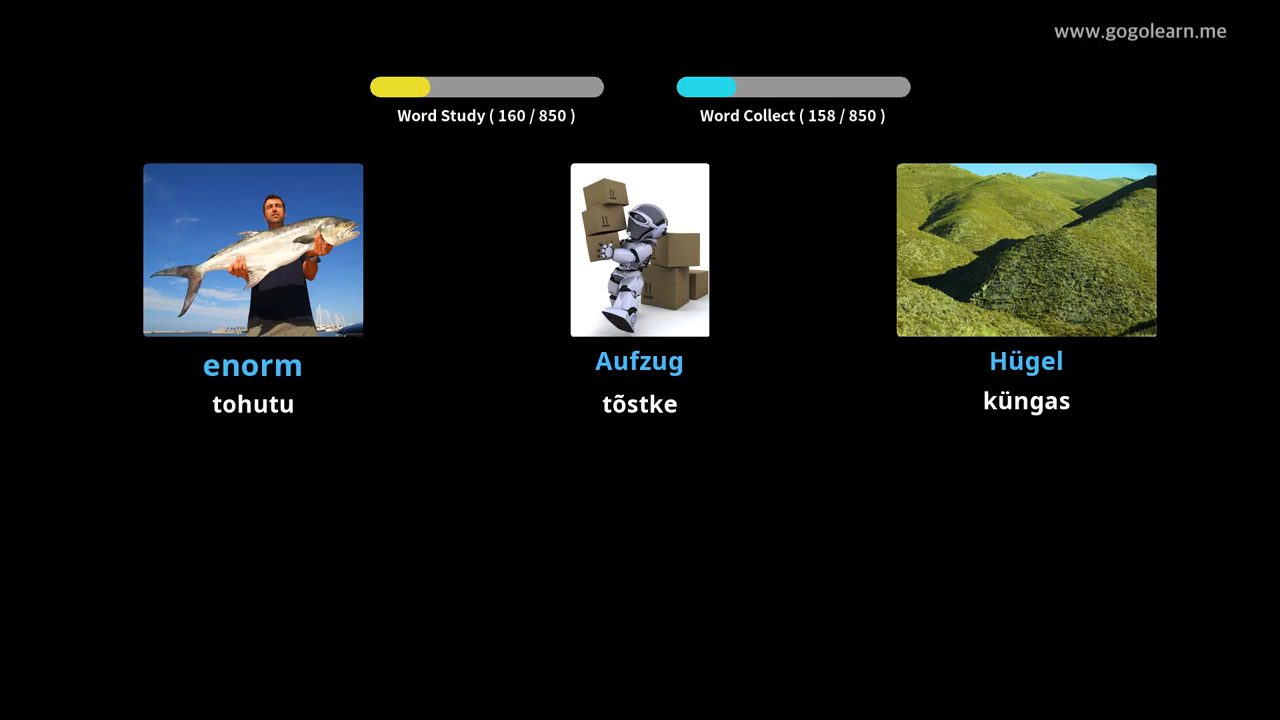 www.gogolearn.me
Word Study ( 160 / 850 )
Word Collect ( 158 / 850 )
enorm
tohutu
Aufzug
tõstke
Hügel
küngas